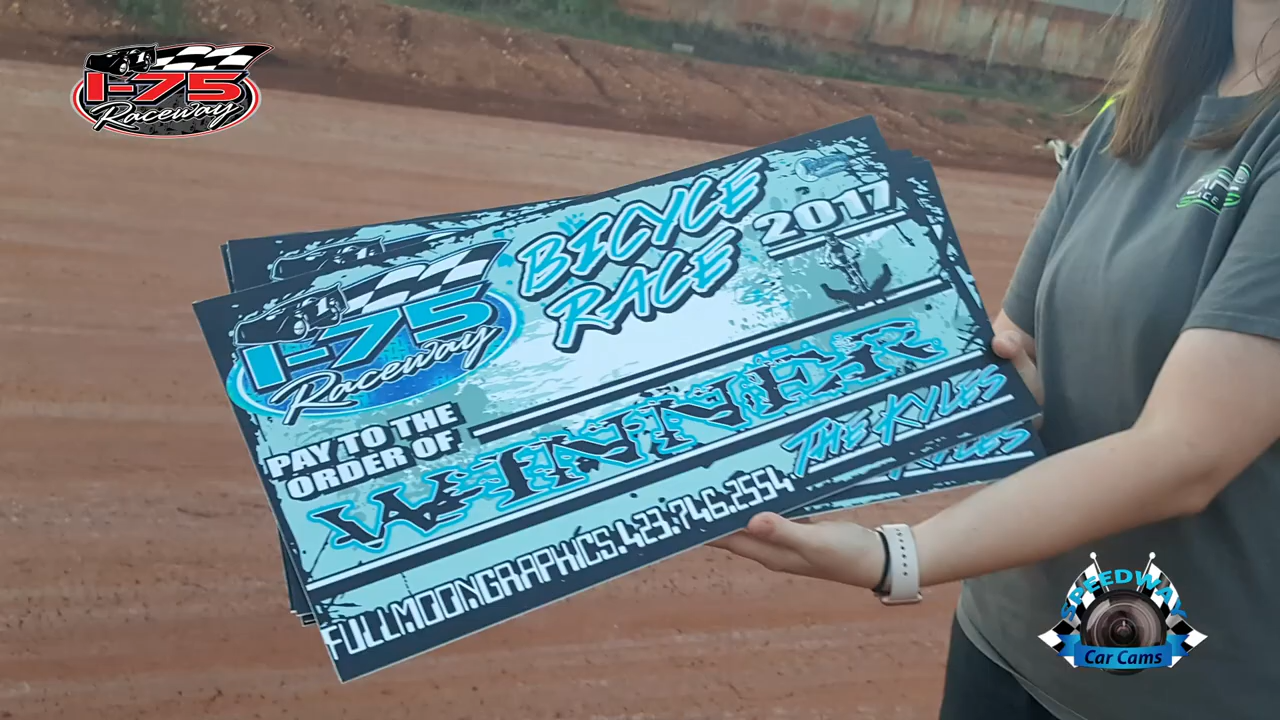 I-75
Raceway
BICYCLE
RACE
2017
I-75
Raceway
PAY TO THE
ORDER OF
WINNER
THE KYLES
FULLMOONGRAPHICS.423.746.2554
KYLES
SPEEDWAY
Car Cams